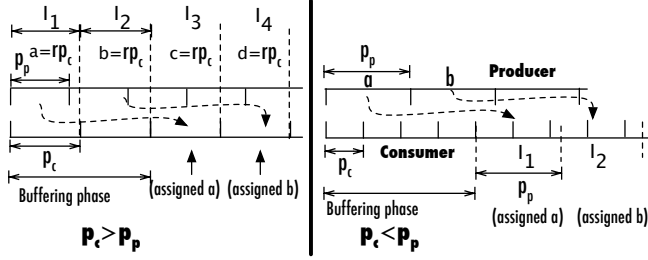 I1 I2 I3 I4
a=rpc b=rpc c=rpc d=rpc
pp
pc
Buffering phase
(assigned a) (assigned b)
pc>pp
pp
a b Producer
Consumer
pc
I1 I2
pp
Buffering phase
(assigned a) (assigned b)
pc<pp